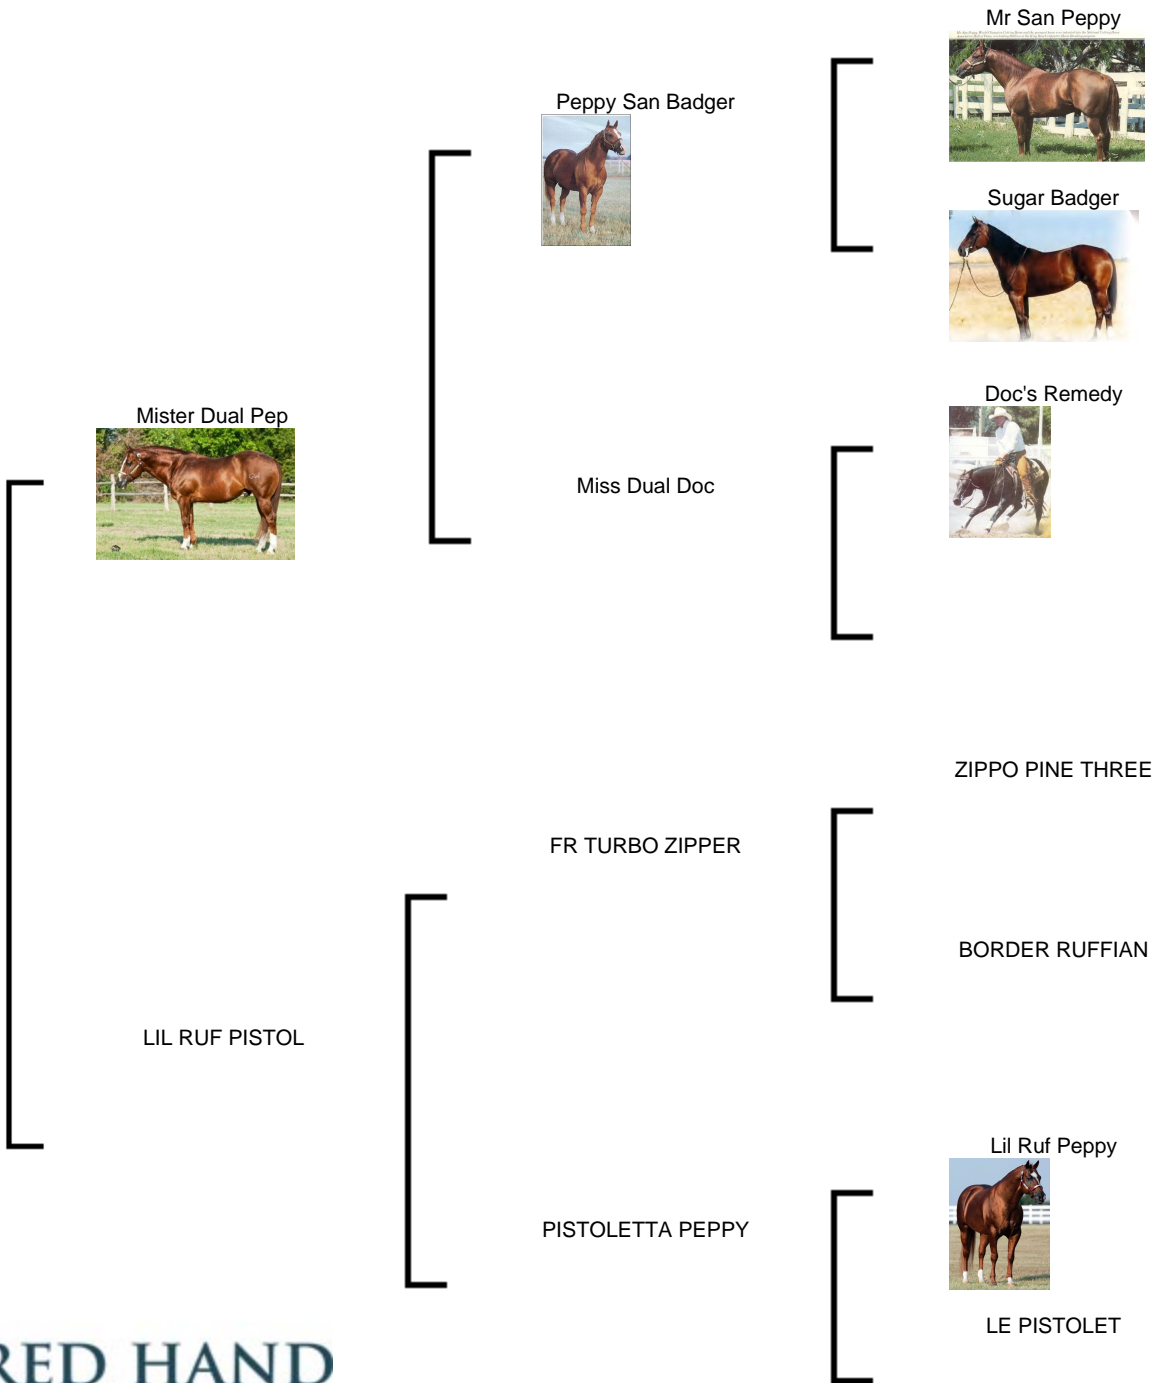 Mr San Peppy
Peppy San Badger
Sugar Badger
Doc's Remedy
Mister Dual Pep
Miss Dual Doc
ZIPPO PINE THREE
FR TURBO ZIPPER
BORDER RUFFIAN
LIL RUF PISTOL
Lil Ruf Peppy
PISTOLETTA PEPPY
LE PISTOLET
RED HAND